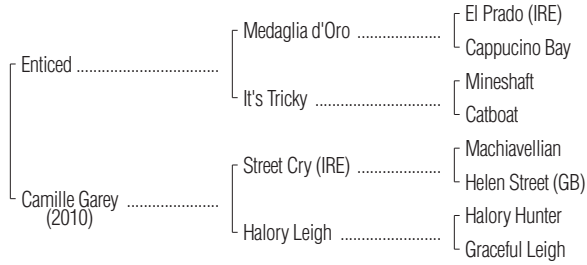 El Prado (IRE)
Medaglia d'Oro ....................
Cappucino Bay
Enticed ...................................
Mineshaft
It's Tricky ...........................
Catboat
Machiavellian
Street Cry (IRE) ....................
Helen Street (GB)
Camille Garey ......................
(2010)
Halory Hunter
Halory Leigh ........................
Graceful Leigh